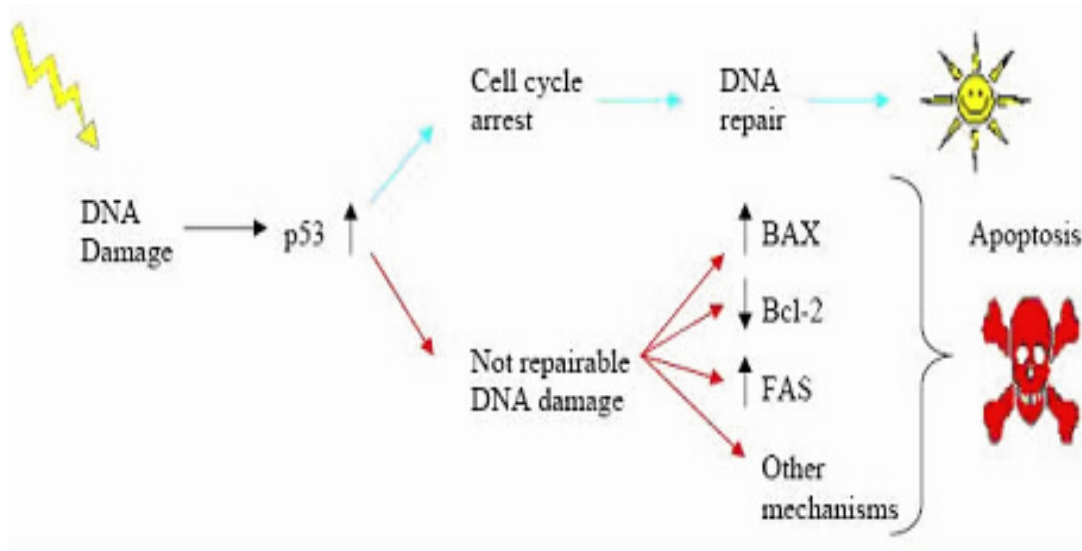 DNA
Damage
p53
Cell cycle
arrest
DNA
repair
Not repairable
DNA damage
BAX
Bcl-2
FAS
Other
mechanisms
Apoptosis